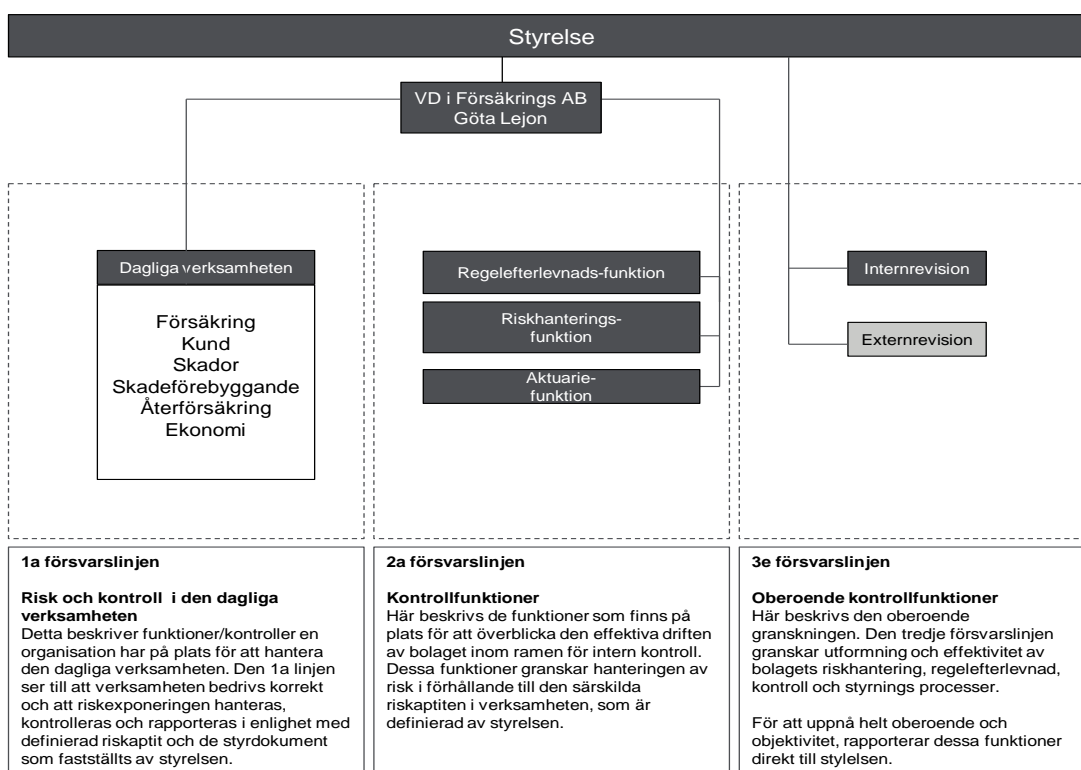 Styrelse
VD i Försäkrings AB
Göta Lejon
Dagliga verksamheten
Försäkring
Kund
Skador
Skadeförebyggande
Återförsäkring
Ekonomi
Regelefterlevnads-funktion
Riskhanterings-
funktion
Aktuarie-
funktion
Internrevision
Externrevision
1a försvarslinjen
Risk och kontroll i den dagliga
verksamheten
Detta beskriver funktioner/kontroller en
organisation har på plats för att hantera
den dagliga verksamheten. Den 1a linjen
ser till att verksamheten bedrivs korrekt
och att riskexponeringen hanteras,
kontrolleras och rapporteras i enlighet med
definierad riskaptit och de styrdokument
som fastställts av styrelsen.
2a försvarslinjen
Kontrollfunktioner
Här beskrivs de funktioner som finns på
plats för att överblicka den effektiva driften
av bolaget inom ramen för intern kontroll.
Dessa funktioner granskar hanteringen av
risk i förhållande till den särskilda
riskaptiten i verksamheten, som är
definierad av styrelsen.
3e försvarslinjen
Oberoende kontrollfunktioner
Här beskrivs den oberoende
granskningen. Den tredje försvarslinjen
granskar utformning och effektivitet av
bolagets riskhantering, regelefterlevnad,
kontroll och styrnings processer.
För att uppnå helt oberoende och
objektivitet, rapporterar dessa funktioner
direkt till stylelsen.